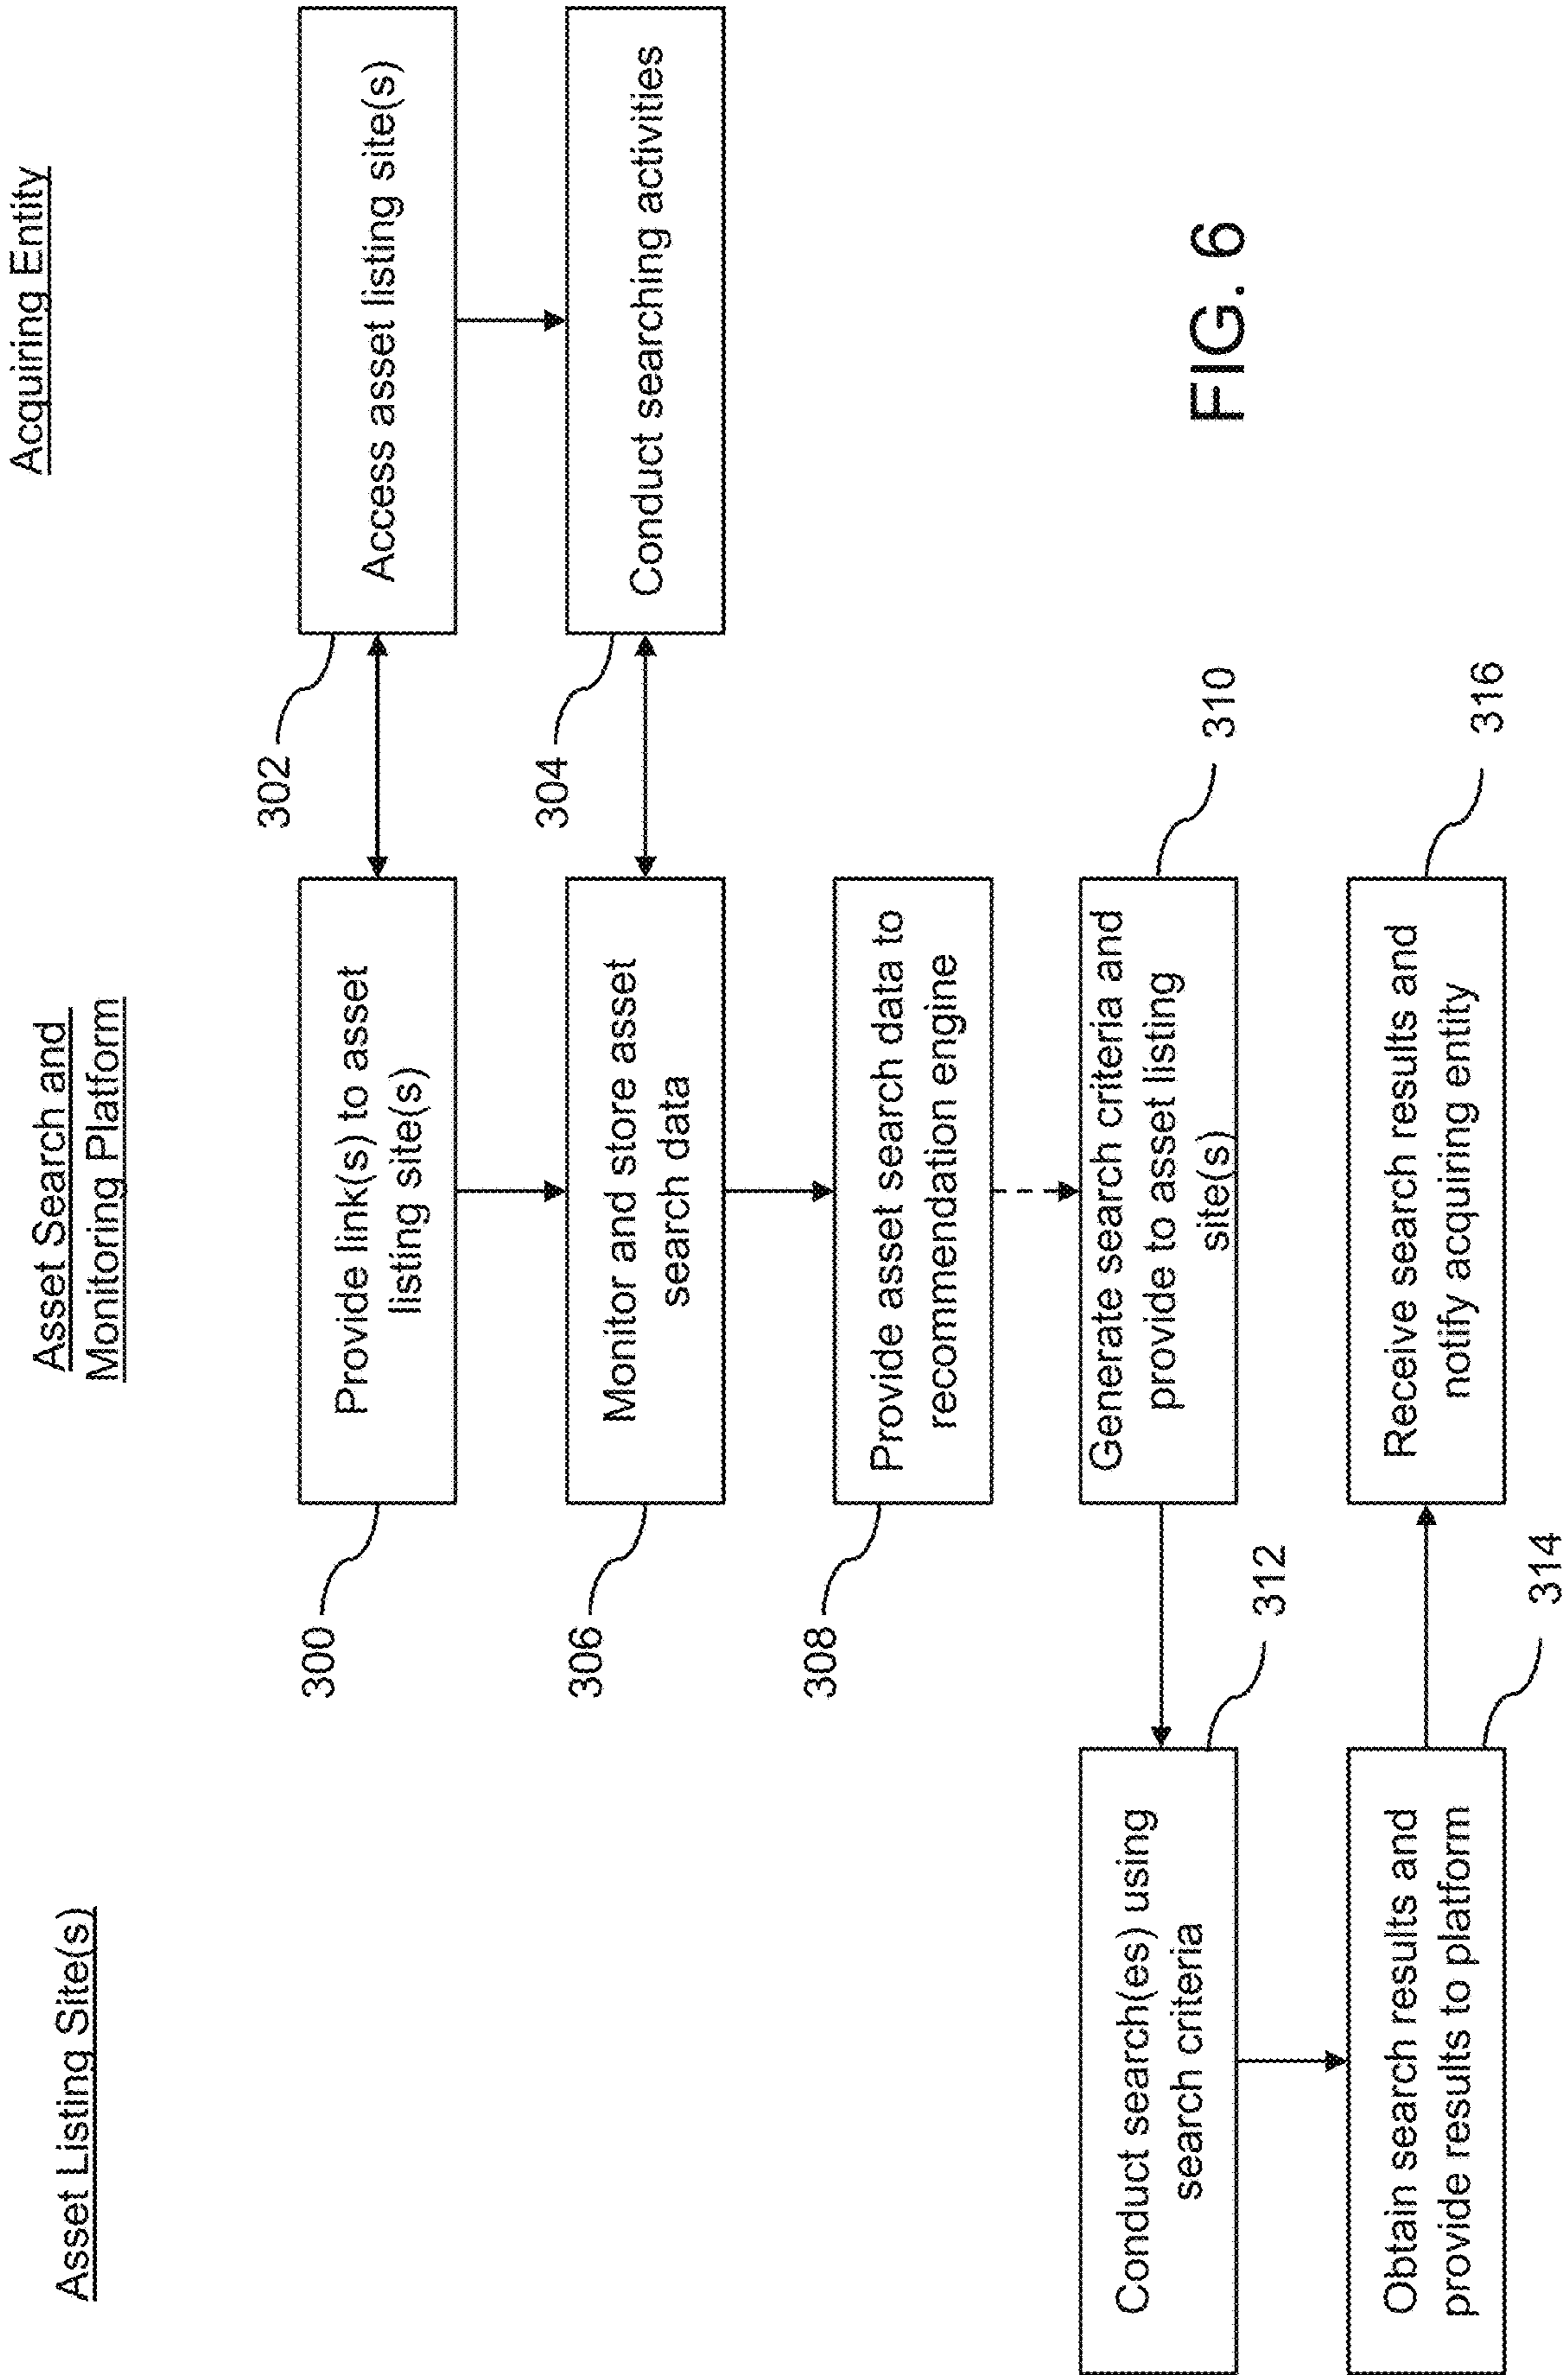 Asset Listing Site(s)
Asset Search and
Monitoring Platform
Acquiring Entity
300
Provide link(s) to asset
listing site(s)
302
Access asset listing site(s)
306
Monitor and store asset
search data
304
Conduct searching activities
308
Provide asset search data to
recommendation engine
Conduct search(es) using
search criteria
312
Generate search criteria and
provide to asset listing
site(s)
310
Obtain search results and
provide results to platform
314
Receive search results and
notify acquiring entity
316
FIG. 6